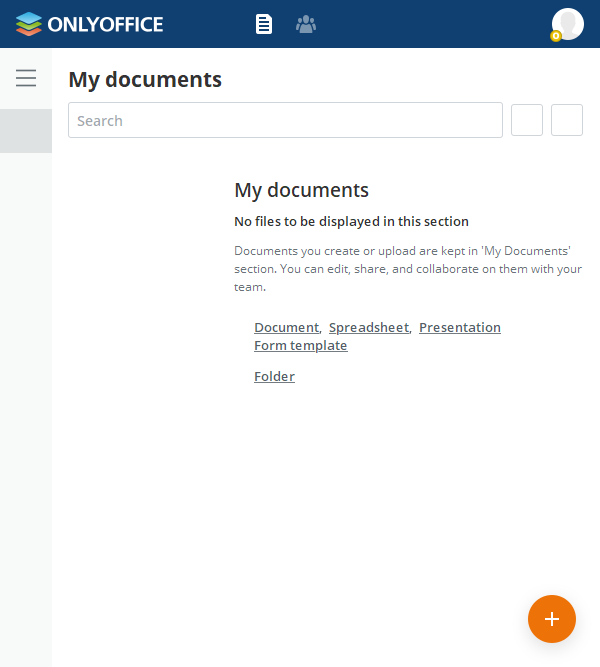 ONLYOFFICE
My documents
Search
My documents
No files to be displayed in this section
Documents you create or upload are kept in 'My Documents'
section. You can edit, share, and collaborate on them with your
team.
Document, Spreadsheet, Presentation
Form template
Folder